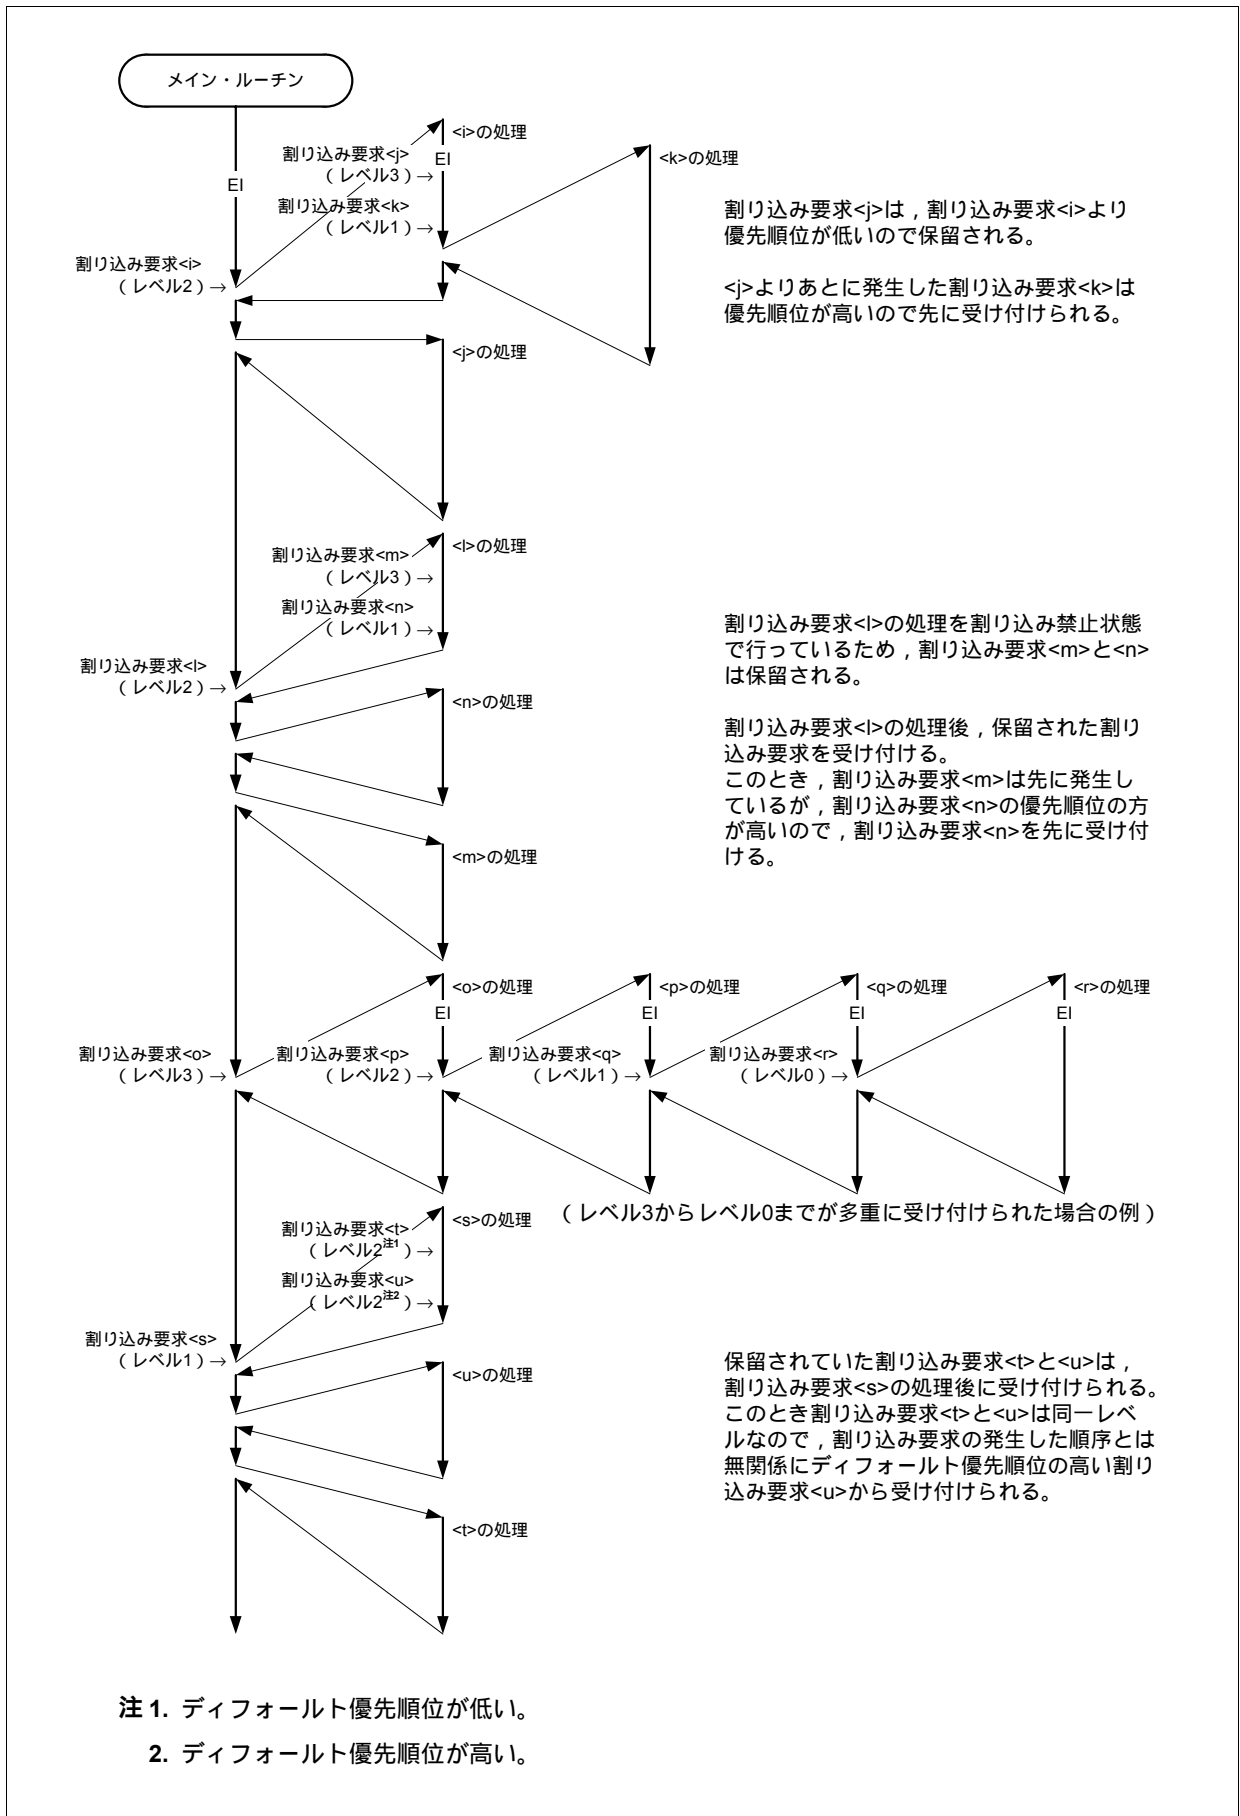 メイン・ルーチン
EI
割り込み要求<i>
（レベル2）→
<i>の処理
EI
割り込み要求<j>
（レベル3）→
割り込み要求<k>
（レベル1）→
<k>の処理
割り込み要求<j>は，割り込み要求<i>より
優先順位が低いので保留される。
<j>よりあとに発生した割り込み要求<k>は
優先順位が高いので先に受け付けられる。
<j>の処理
割り込み要求<m>
（レベル3）→
割り込み要求<n>
（レベル1）→
<l>の処理
割り込み要求<l>
（レベル2）→
割り込み要求<l>の処理を割り込み禁止状態
で行っているため，割り込み要求<m>と<n>
は保留される。
割り込み要求<l>の処理後，保留された割り
込み要求を受け付ける。
このとき，割り込み要求<m>は先に発生し
ているが，割り込み要求<n>の優先順位の方
が高いので，割り込み要求<n>を先に受け付
ける。
<n>の処理
<m>の処理
<o>の処理
EI
<p>の処理
EI
<q>の処理
EI
<r>の処理
EI
割り込み要求<o>
（レベル3）→
割り込み要求<p>
（レベル2）→
割り込み要求<q>
（レベル1）→
割り込み要求<r>
（レベル0）→
（レベル3からレベル0までが多重に受け付けられた場合の例）
割り込み要求<t>
（レベル2注1）→
割り込み要求<u>
（レベル2注2）→
<s>の処理
割り込み要求<s>
（レベル1）→
保留されていた割り込み要求<t>と<u>は，
割り込み要求<s>の処理後に受け付けられる。
このとき割り込み要求<t>と<u>は同一レベ
ルなので，割り込み要求の発生した順序とは
無関係にディフォールト優先順位の高い割り
込み要求<u>から受け付けられる。
<u>の処理
<t>の処理
注 1. ディフォールト優先順位が低い。
2. ディフォールト優先順位が高い。